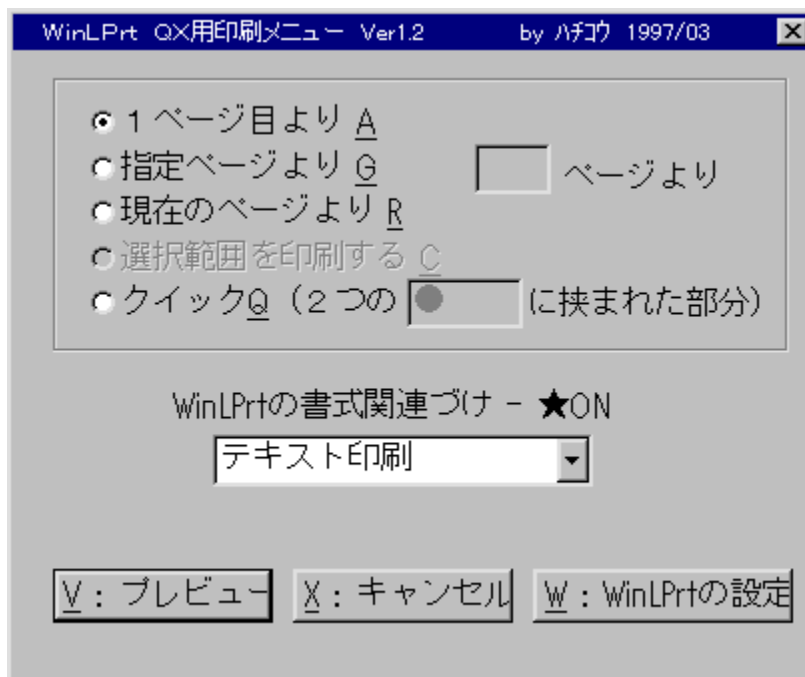 WinLPrt QX用印刷メニュー Ver1.2 by ﾊﾁｺｳ 1997/03
１ページ目より A
指定ページより G ページより
現在のページより R
選択範囲を印刷する C
クイックQ（２つの ● に挟まれた部分）
WinLPrtの書式関連づけ － ★ON
テキスト印刷
V：プレビュー X：キャンセル W：WinLPrtの設定